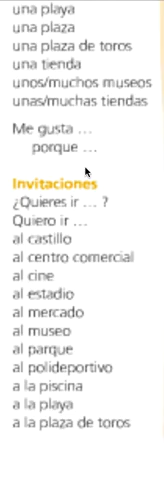 una playa
una plaza
una plaza de toros
una tienda
unos/muchos museos
unas/muchas tiendas
Me gusta ...
porque ...
Invitaciones
¿Quieres ir ... ?
Quiero ir ...
al castillo
al centro comercial
al cine
al estadio
al mercado
al museo
al parque
al polideportivo
a la piscina
a la playa
a la plaza de toros